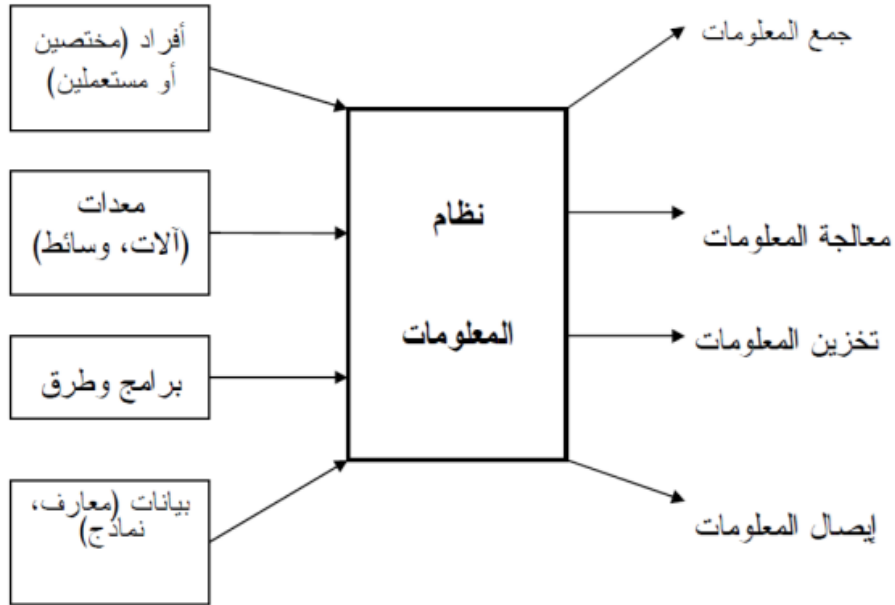 أفراد (مختصين
أو مستعملين)
معدات
(آلات، وسائط)
برامج وطرق
بيانات (معارف،
نماذج)
نظام
المعلومات
جمع المعلومات
معالجة المعلومات
تخزين المعلومات
إيصال المعلومات